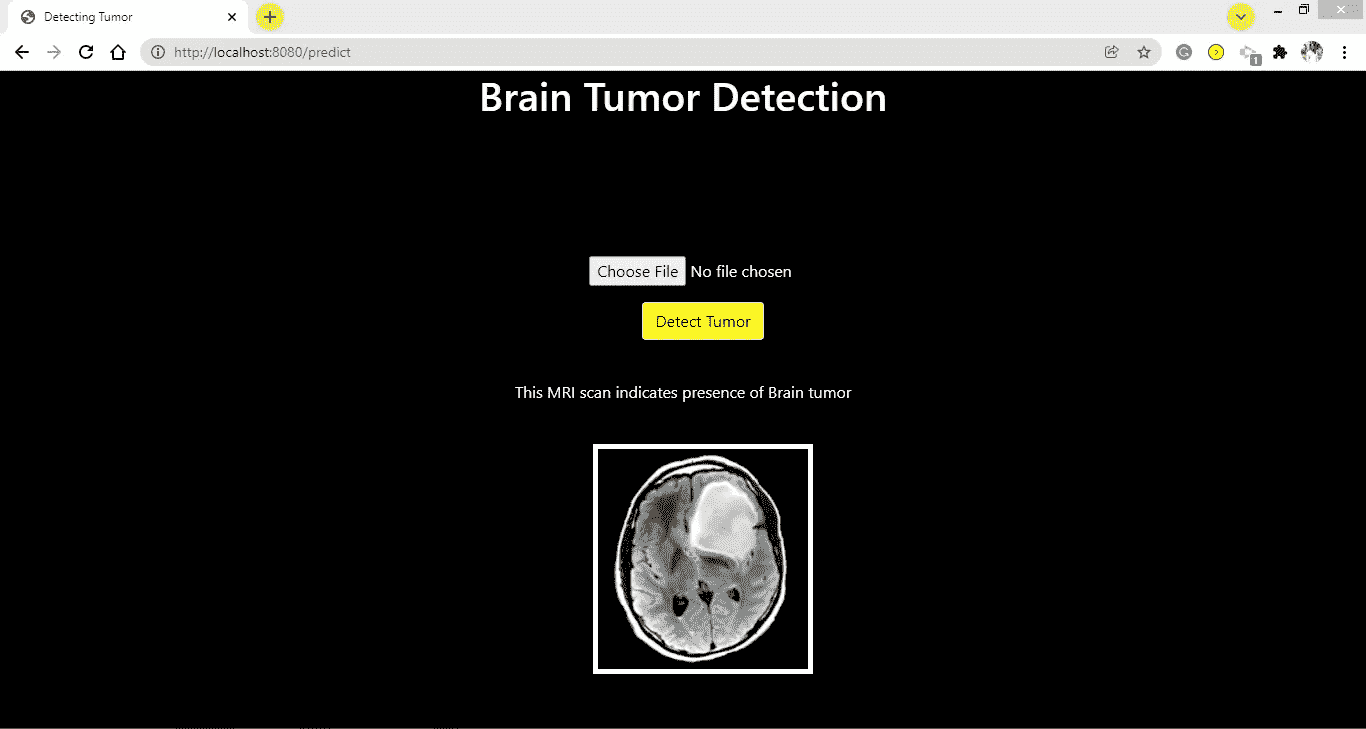 Detecting Tumor
http://localhost:8080/predict
1
Brain Tumor Detection
Choose File No file chosen
Detect Tumor
This MRI scan indicates presence of Brain tumor